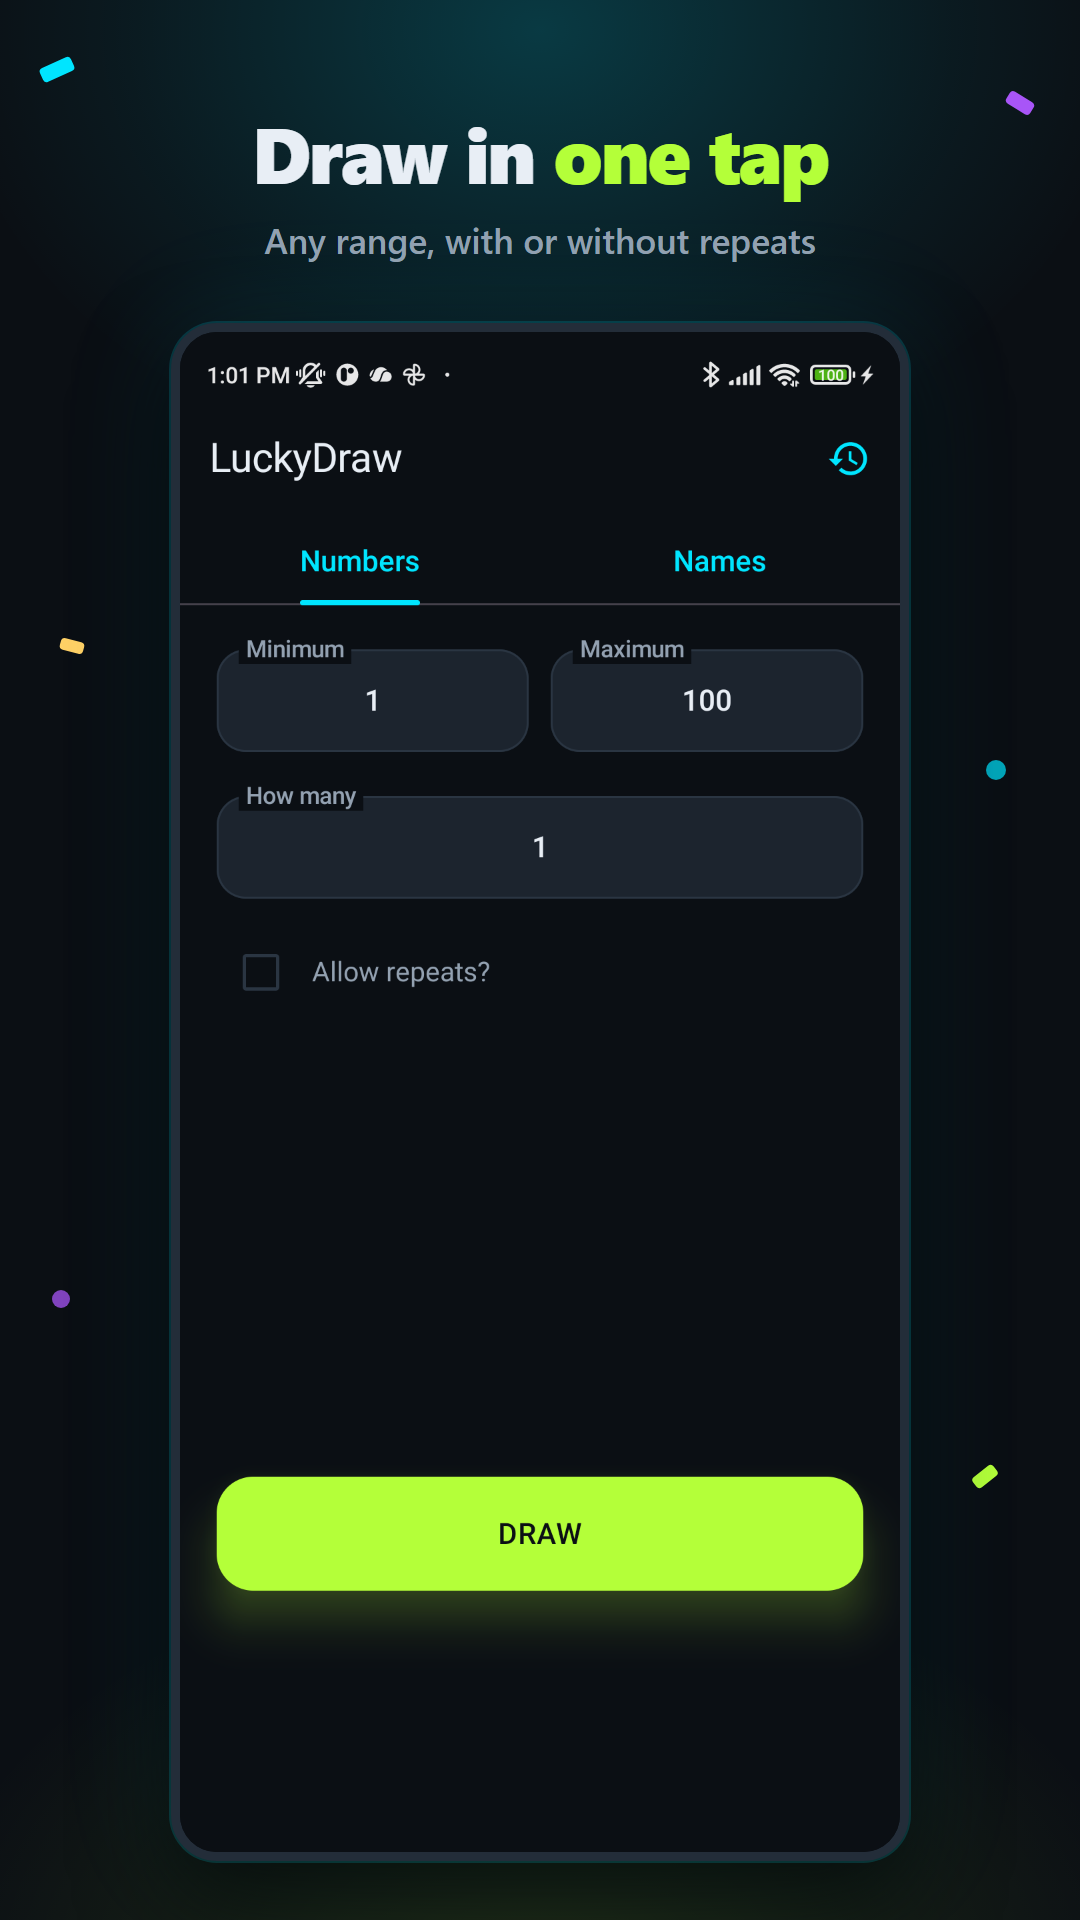 Draw in one tap
Any range, with or without repeats
1:01 PM
100
LuckyDraw
Numbers
Names
Minimum
Maximum
1
100
How many
1
Allow repeats?
DRAW